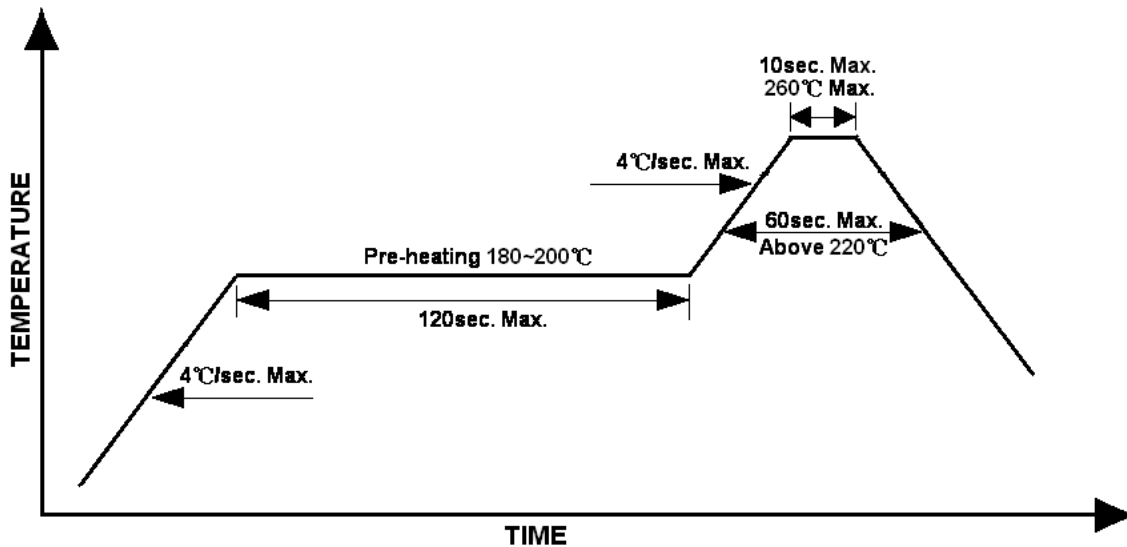 10sec. Max.
260℃ Max.
4℃/sec. Max.
60sec. Max.
Above 220℃
Pre-heating 180~200℃
120sec. Max.
4℃/sec. Max.
TEMPERATURE
TIME